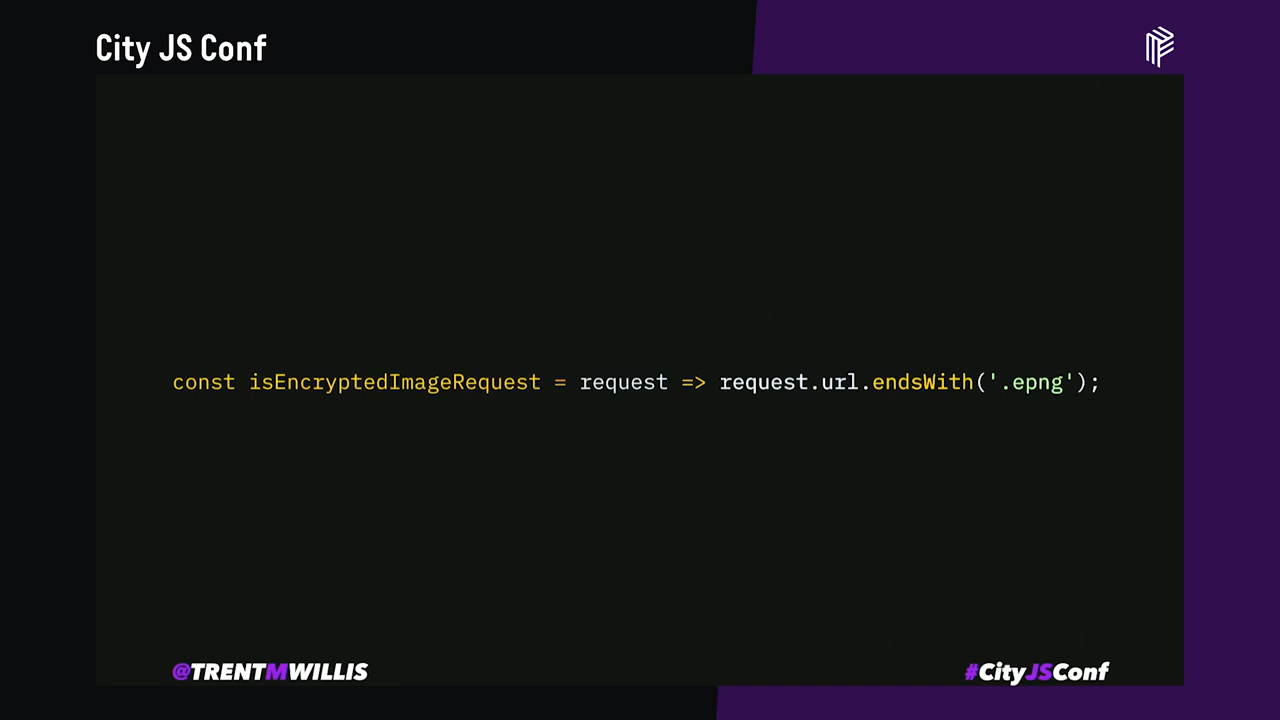 City JS Conf
const isEncryptedImageRequest = request => request.url.endsWith('.epng');
@TRENTMWILLIS
#CityJSConf